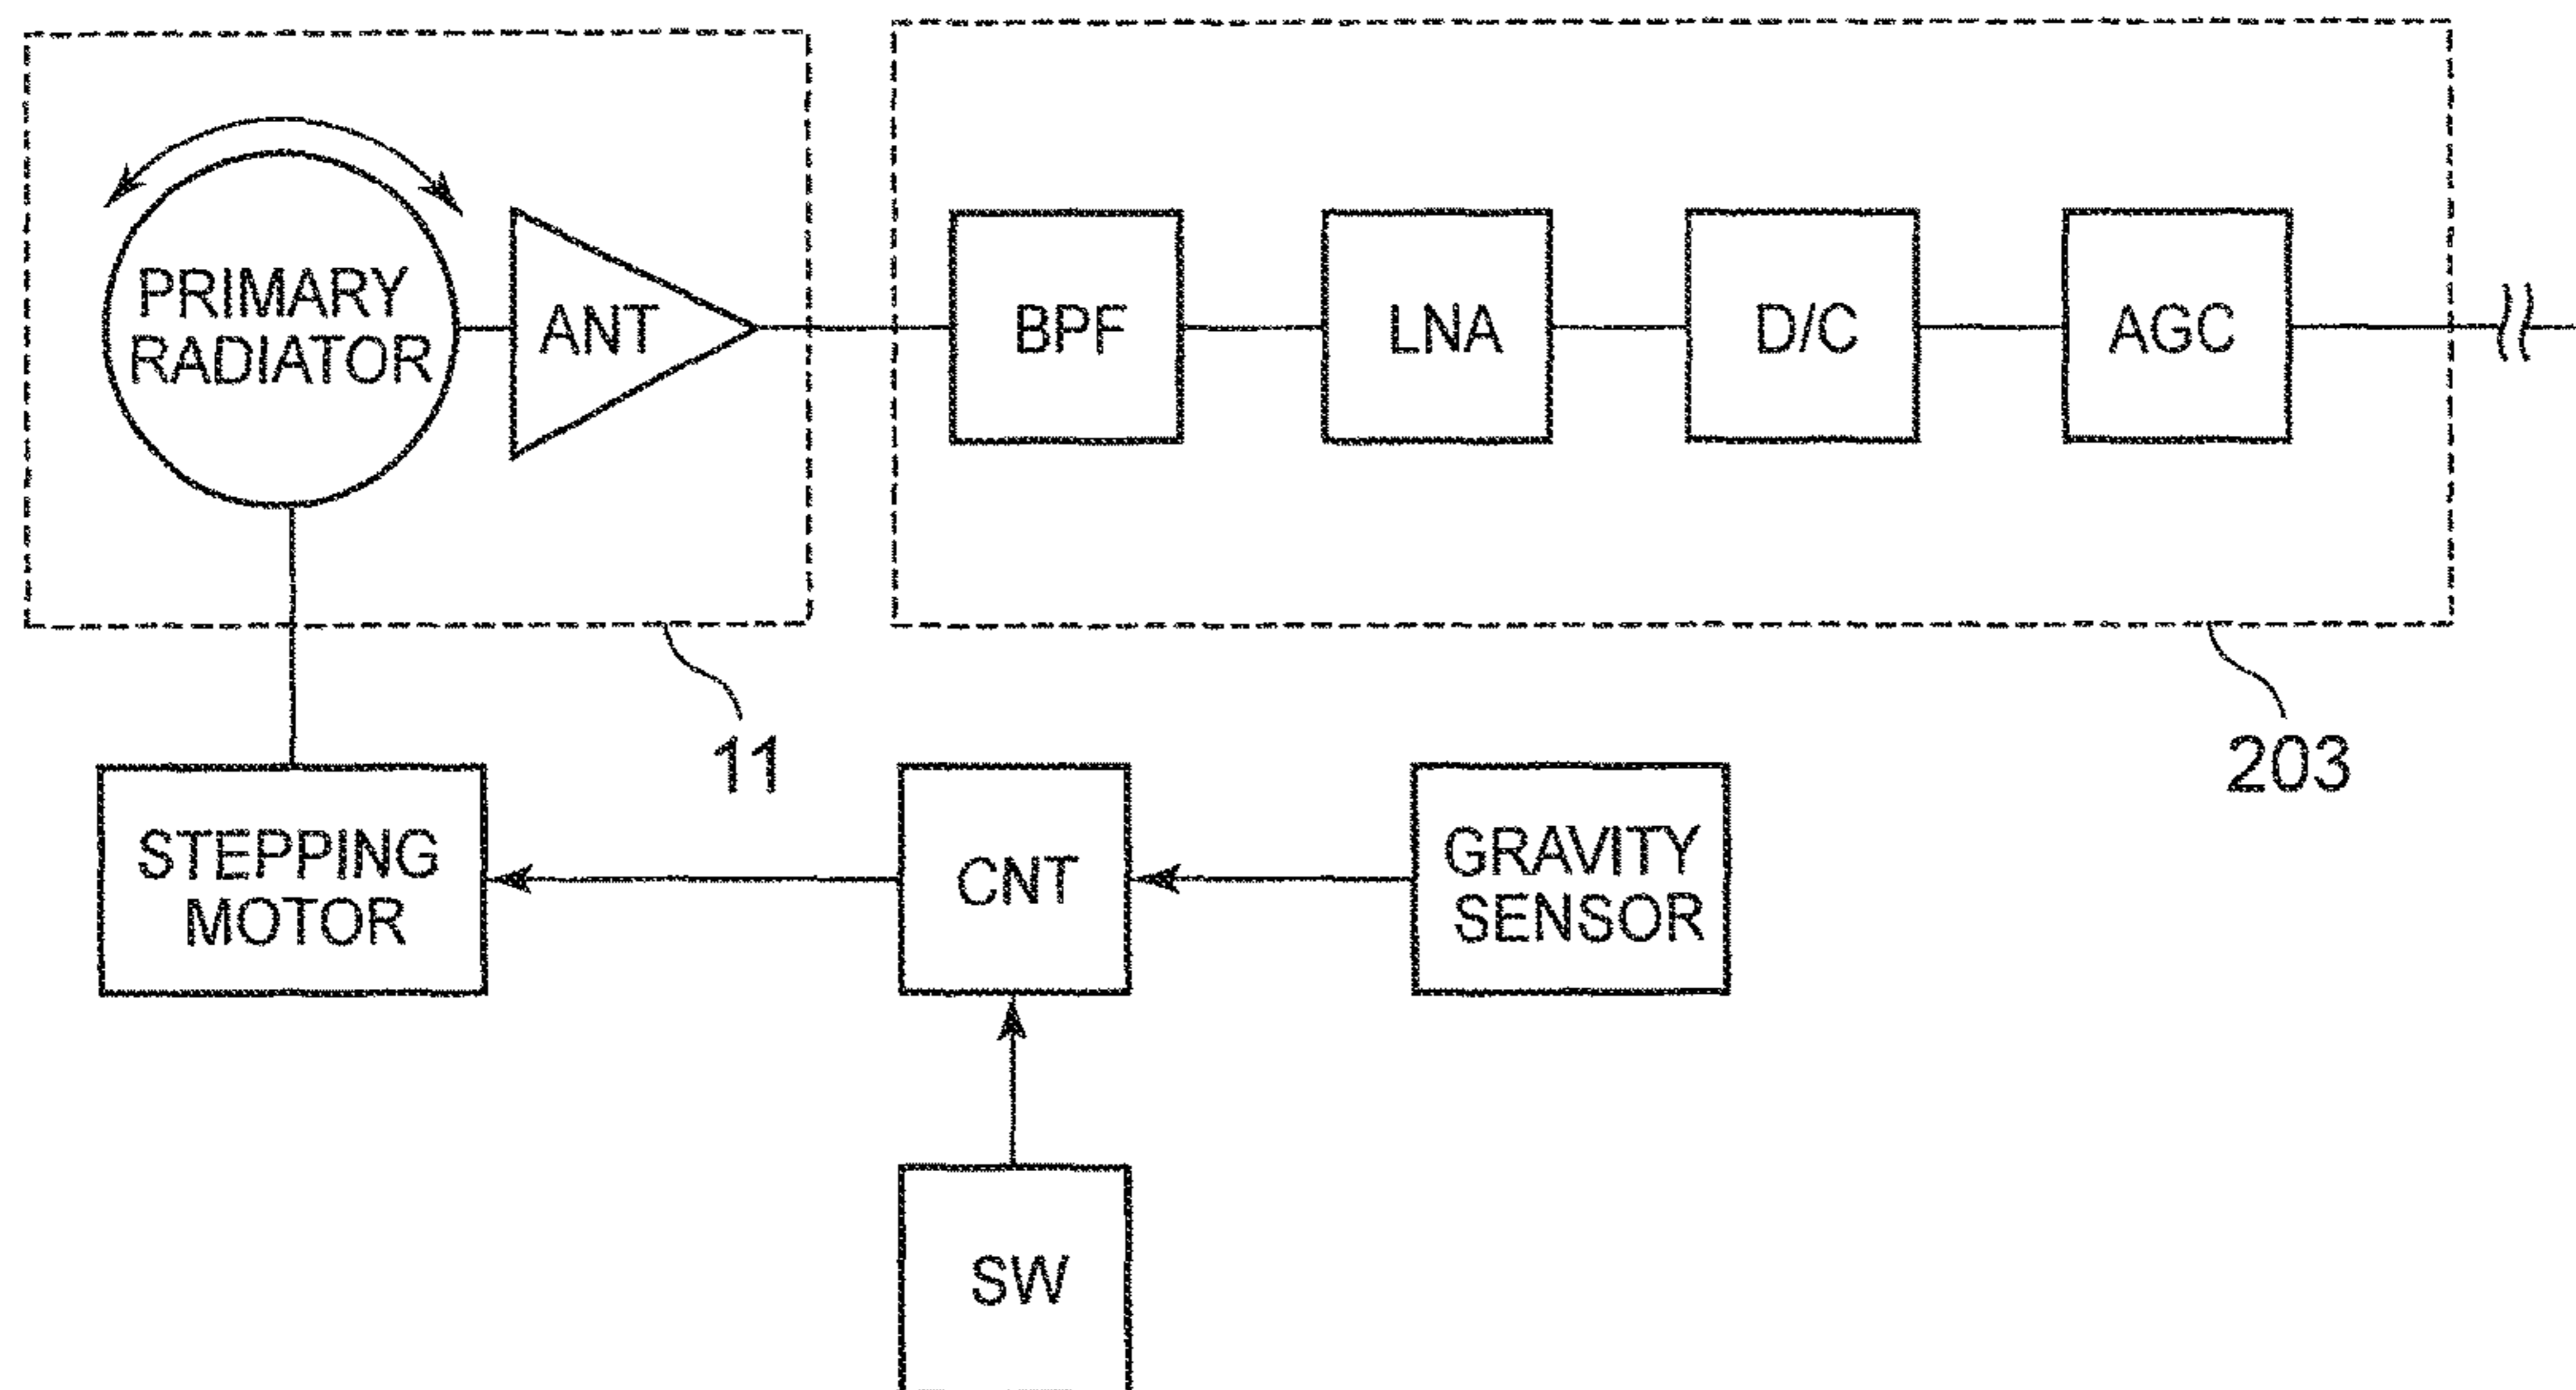 PRIMARY
RADIATOR
ANT
BPF
LNA
D/C
AGC
11
203
STEPPING
MOTOR
CNT
GRAVITY
SENSOR
SW